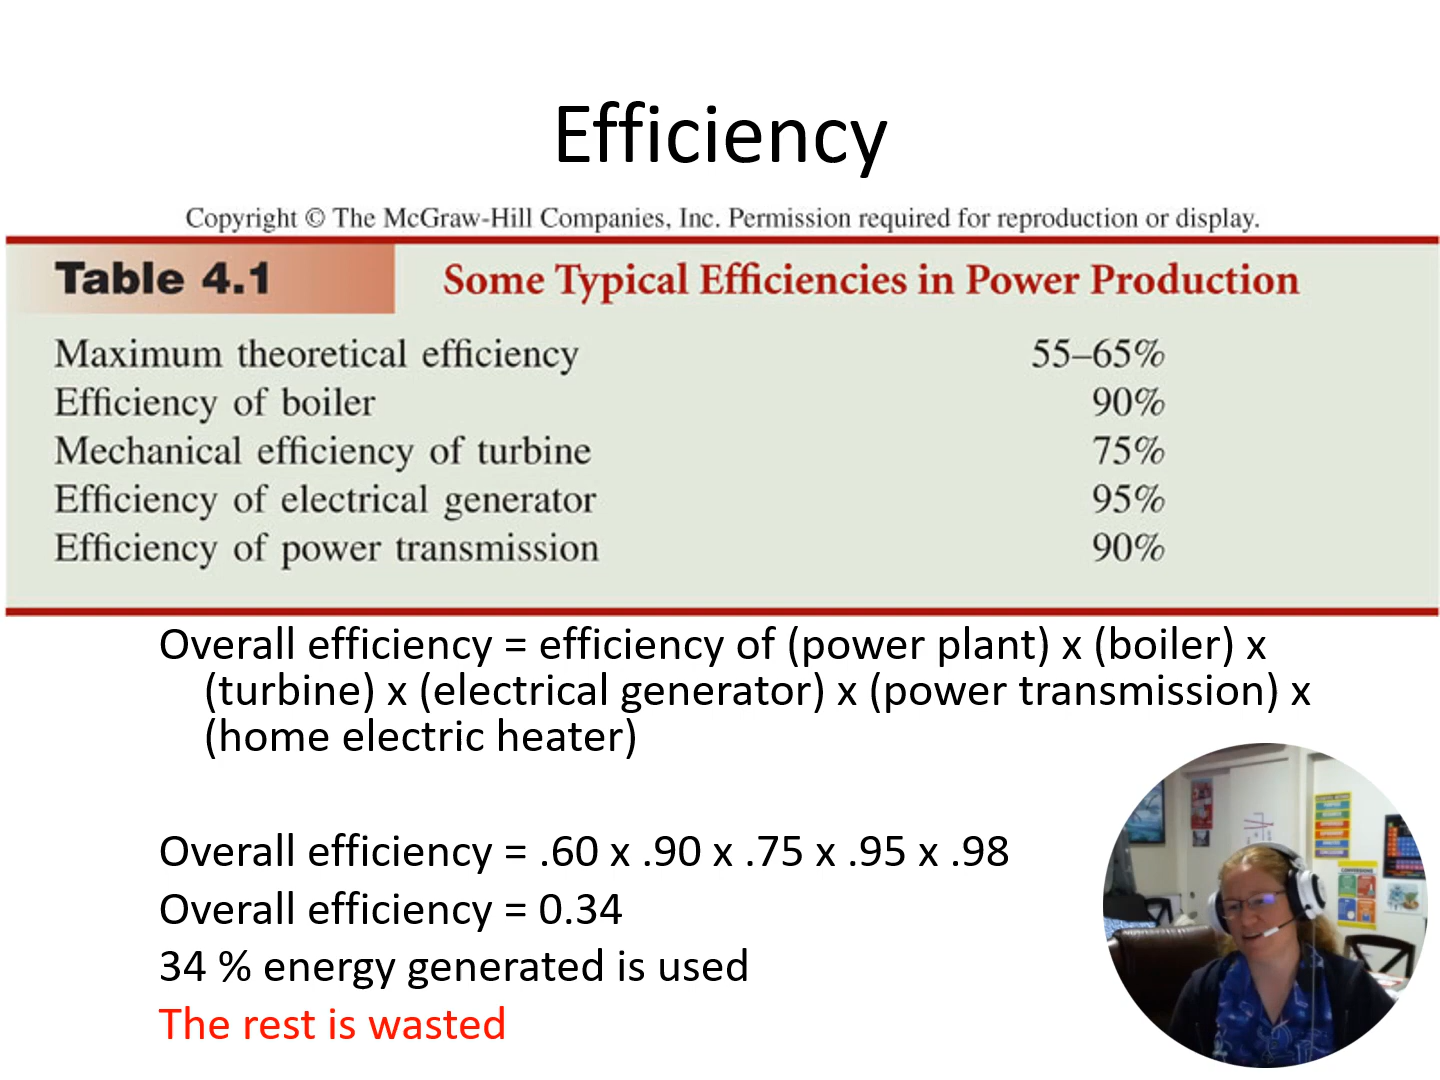 Efficiency
Copyright © The McGraw-Hill Companies, Inc. Permission required for reproduction or display.
Table 4.1 Some Typical Efficiencies in Power Production
Maximum theoretical efficiency 55–65%
Efficiency of boiler 90%
Mechanical efficiency of turbine 75%
Efficiency of electrical generator 95%
Efficiency of power transmission 90%
Overall efficiency = efficiency of (power plant) x (boiler) x
(turbine) x (electrical generator) x (power transmission) x
(home electric heater)
Overall efficiency = .60 x .90 x .75 x .95 x .98
Overall efficiency = 0.34
34 % energy generated is used
The rest is wasted